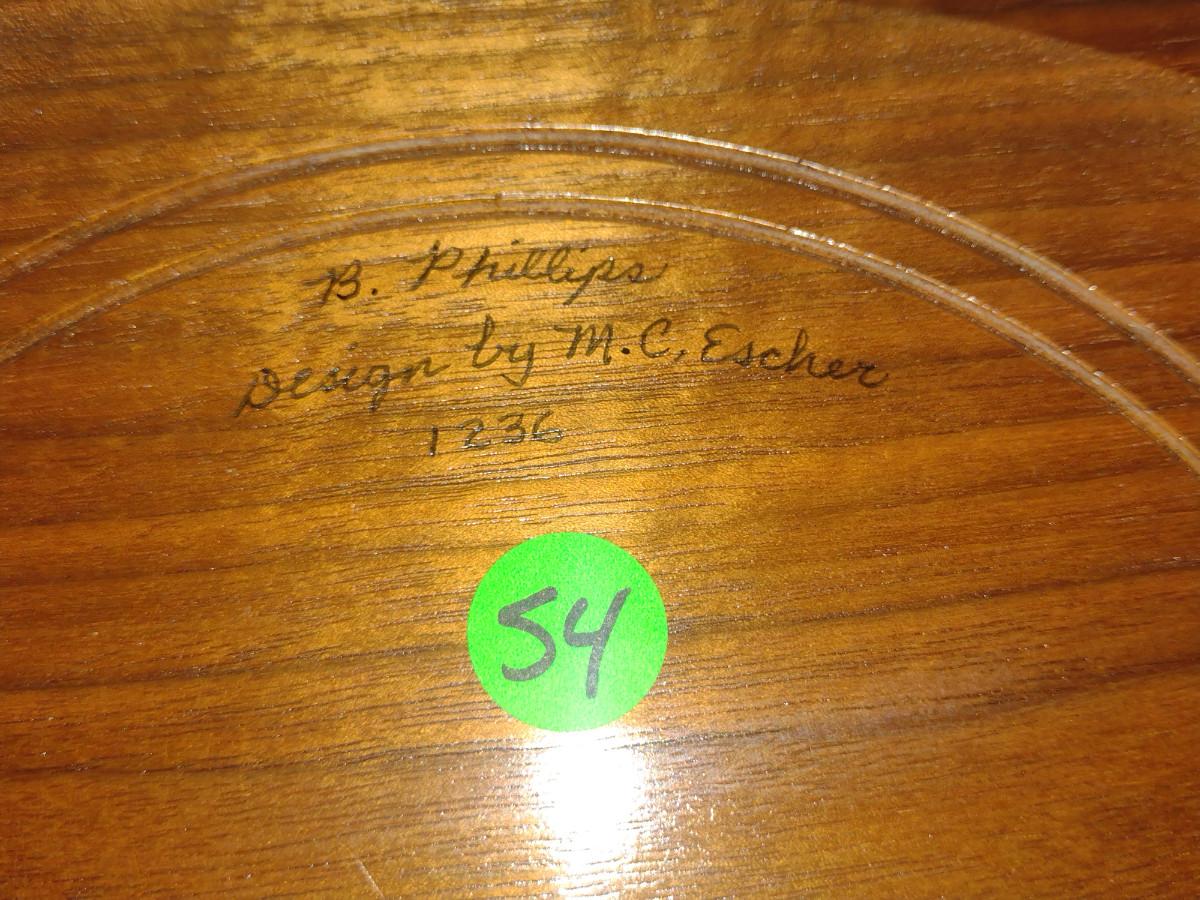 B. Phillips
Design by M.C. Escher
1236
54